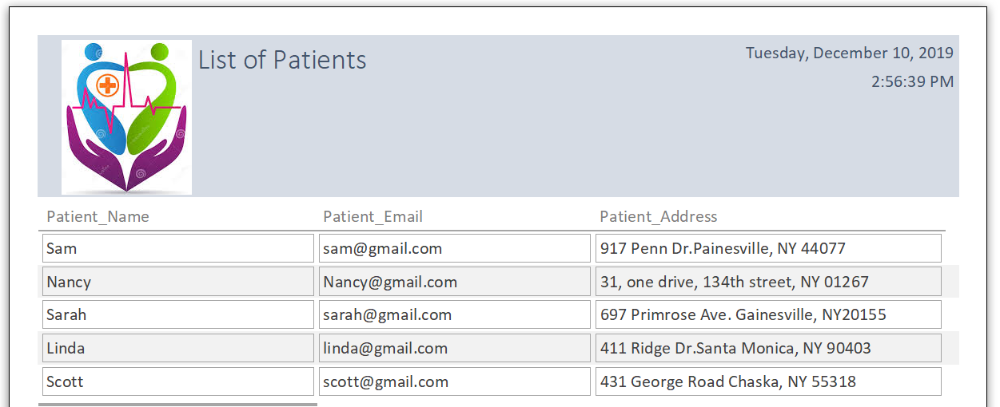 List of Patients
Tuesday, December 10, 2019
2:56:39 PM
Patient_Name Patient_Email Patient_Address
Sam sam@gmail.com 917 Penn Dr.Painesville, NY 44077
Nancy Nancy@gmail.com 31, one drive, 134th street, NY 01267
Sarah sarah@gmail.com 697 Primrose Ave. Gainesville, NY20155
Linda linda@gmail.com 411 Ridge Dr.Santa Monica, NY 90403
Scott scott@gmail.com 431 George Road Chaska, NY 55318